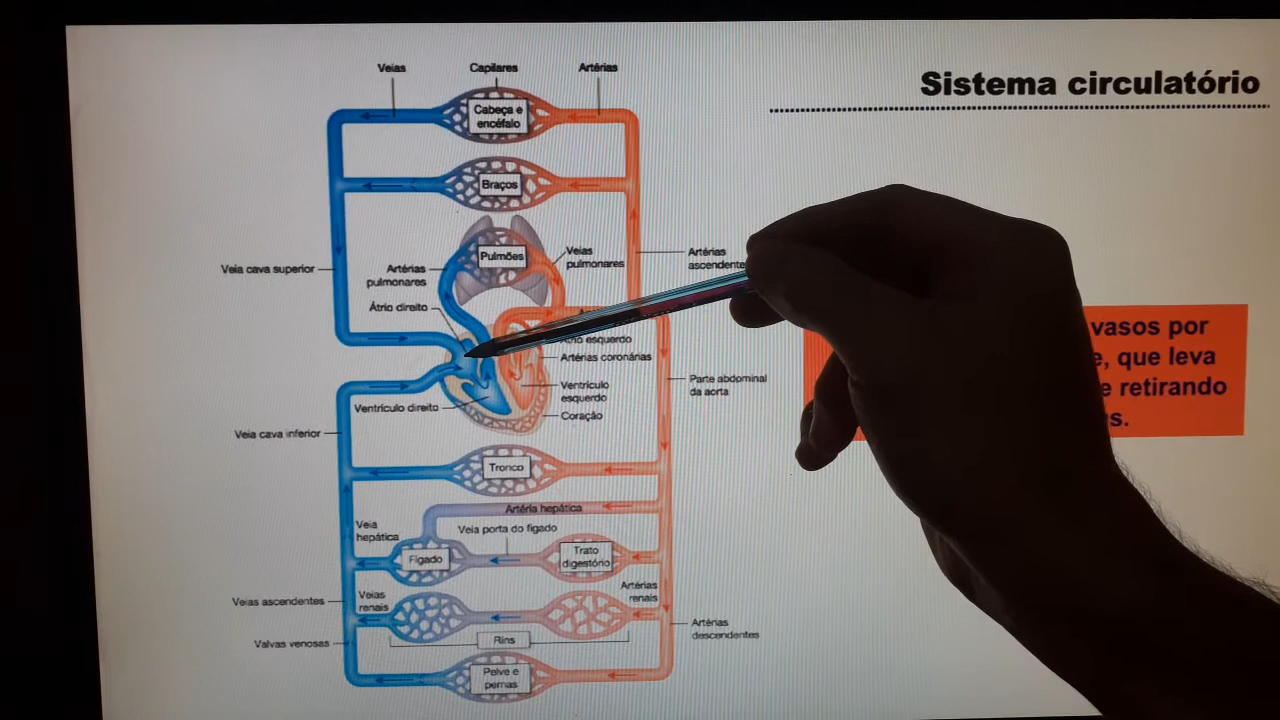 Sistema circulatório
Veias
Capilares
Artérias
Cabeça e
encéfalo
Braços
Pulmões
Veias
pulmonares
Artérias
ascendente
Veia cava superior
Artérias
pulmonares
Átrio direito
esquerdo
Artérias coronárias
Ventrículo
esquerdo
Parte abdominal
da aorta
Ventrículo direito
Coração
Veia cava inferior
vasos por
que leva
retirando
Tronco
Artéria hepática
Veia
hepática
Veia porta do fígado
Fígado
Trato
digestório
Artérias
renais
Veias ascendentes
Veias
renais
Artérias
descendentes
Valvas venosas
Rins
Pelve e
pernas